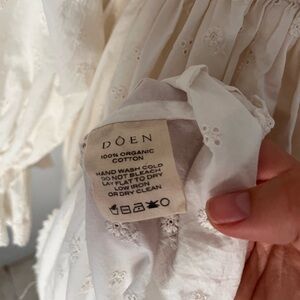 DÔEN
100% ORGANIC
COTTON
HAND WASH COLD
DO NOT BLEACH
LAY FLAT TO DRY
LOW IRON
OR DRY CLEAN